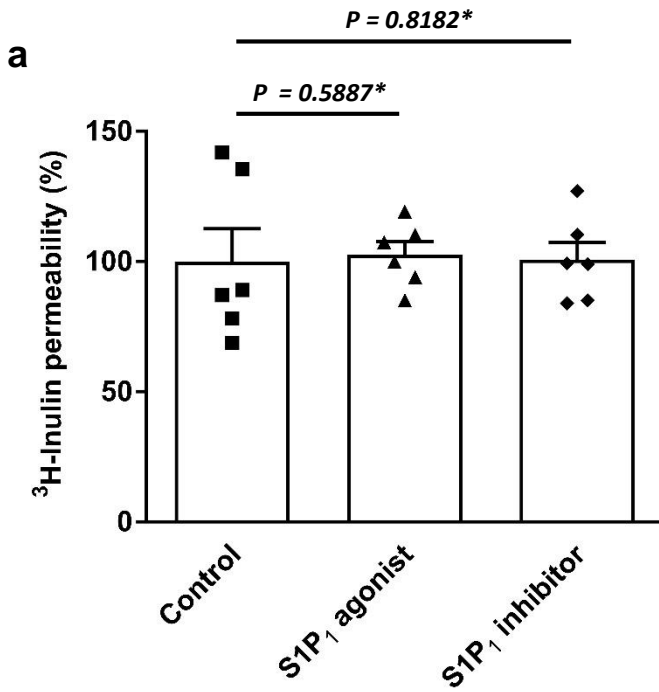 P = 0.8182*
a
P = 0.5887*
150
100
50
0
³H-Inulin permeability (%)
Control
S1P₁ agonist
S1P₁ inhibitor